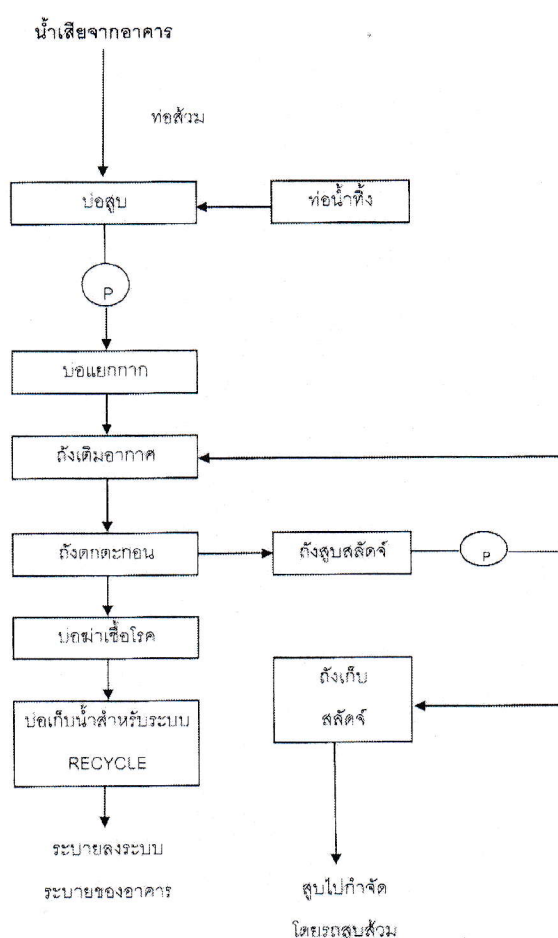 น้ำเสียจากอาคาร
ท่อส้วม
บ่อสูบ
ท่อน้ำทิ้ง
P
บ่อแยกกาก
ถังเติมอากาศ
ถังตกตะกอน
ถังสูบสลัดจ์
P
บ่อฆ่าเชื้อโรค
ถังเก็บ
สลัดจ์
บ่อเก็บน้ำสำหรับระบบ
RECYCLE
ระบายลงระบบ
ระบายของอาคาร
สูบไปกำจัด
โดยรถสูบส้วม